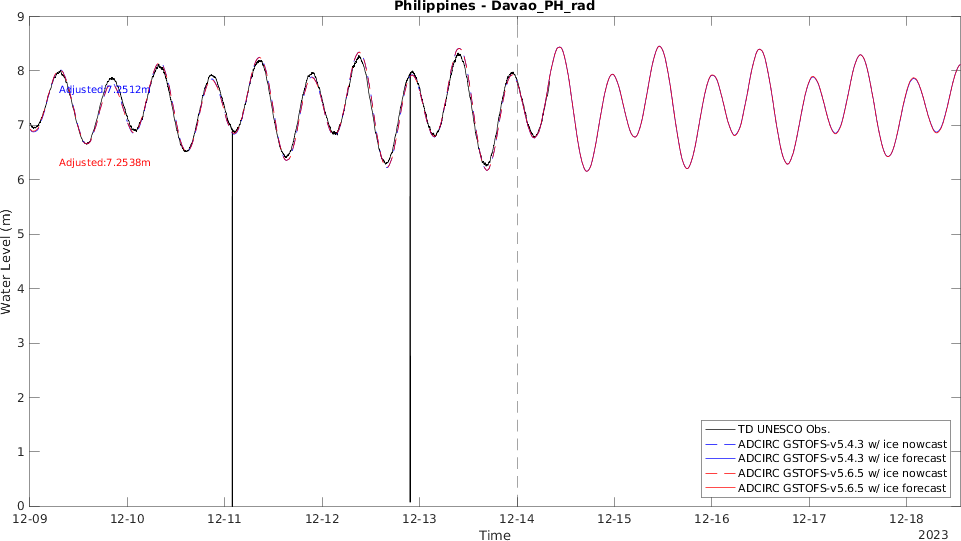 Philippines - Davao_PH_rad
9
8
7
6
5
4
3
2
1
0
Water Level (m)
Adjusted:7.2512m
Adjusted:7.2538m
TD UNESCO Obs.
ADCIRC GSTOFS-v5.4.3 w/ ice nowcast
ADCIRC GSTOFS-v5.4.3 w/ ice forecast
ADCIRC GSTOFS-v5.6.5 w/ ice nowcast
ADCIRC GSTOFS-v5.6.5 w/ ice forecast
12-09 12-10 12-11 12-12 12-13 12-14 12-15 12-16 12-17 12-18
Time
2023